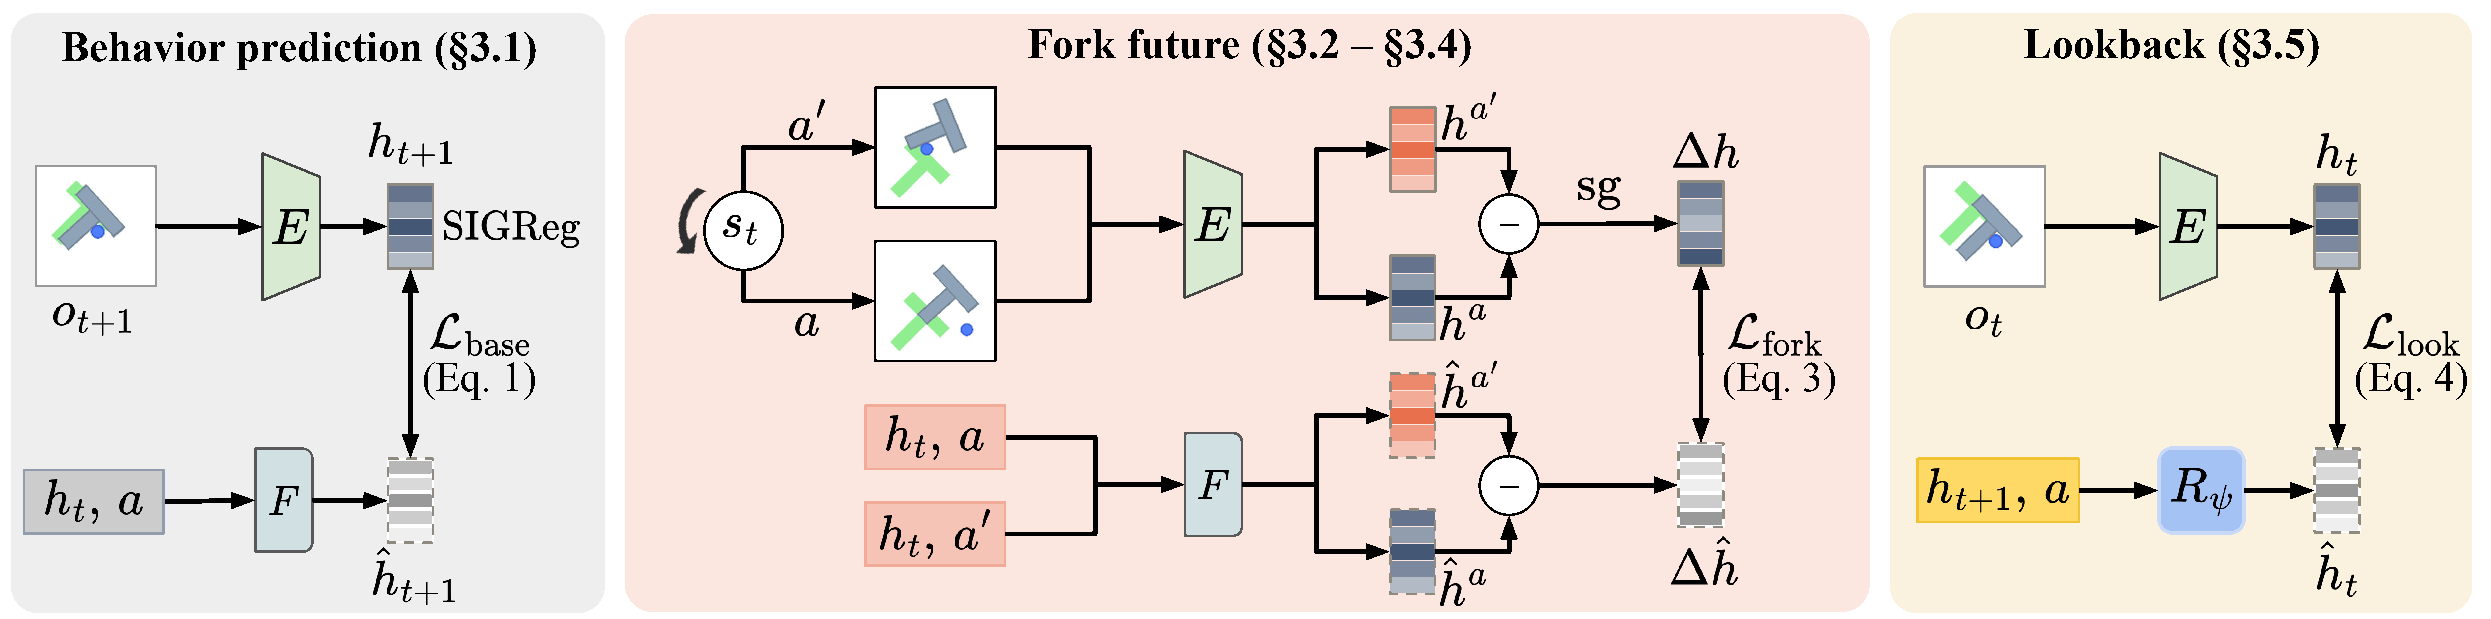 Behavior prediction (§3.1)
h_{t+1}
E
SIGReg
o_{t+1}
ℒ_base
(Eq. 1)
h_t, a
F
ĥ_{t+1}
Fork future (§3.2 – §3.4)
a′
s_t
a
E
h^{a′}
−
h^a
sg
Δh
ℒ_fork
(Eq. 3)
h_t, a
h_t, a′
F
ĥ^{a′}
−
ĥ^a
Δĥ
Lookback (§3.5)
h_t
E
o_t
ℒ_look
(Eq. 4)
h_{t+1}, a
R_ψ
ĥ_t